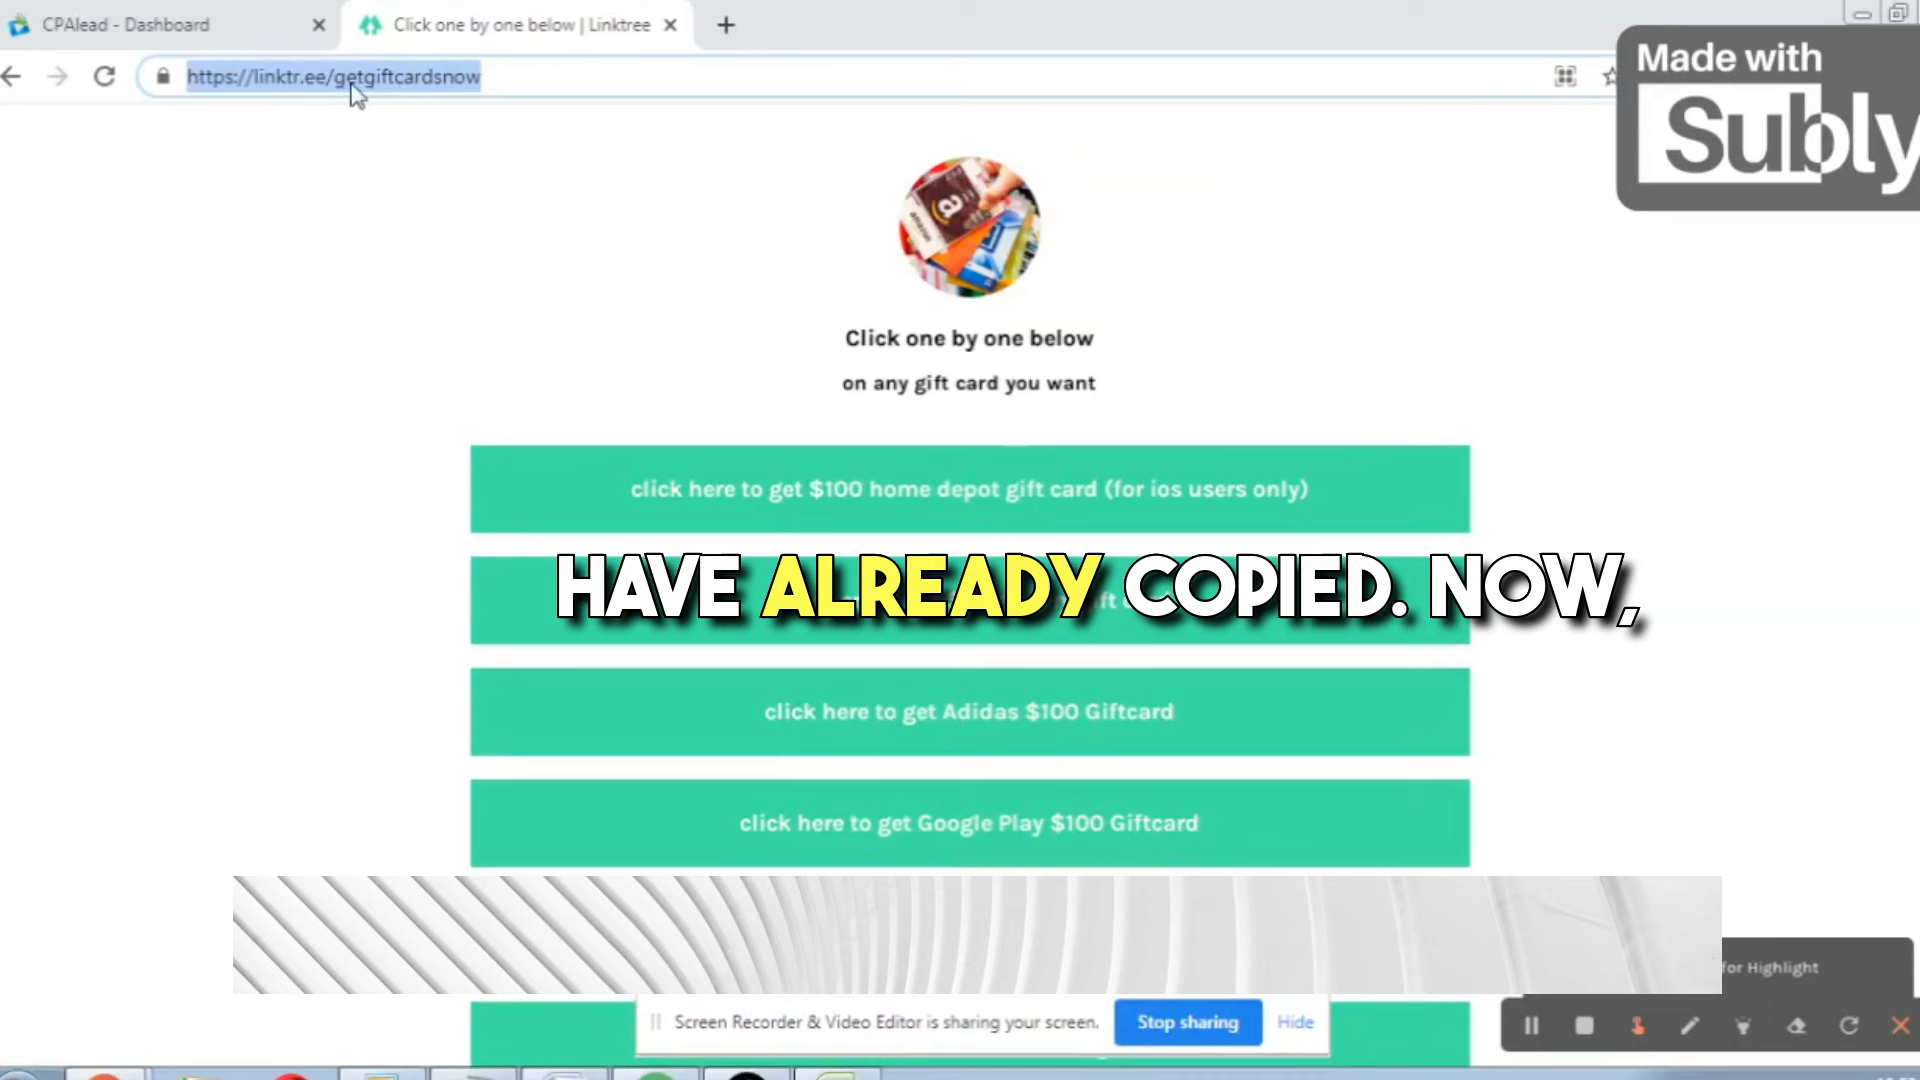 CPAlead - Dashboard
Click one by one below | Linktree
https://linktr.ee/getgiftcardsnow
Made with
Subly
Click one by one below
on any gift card you want
click here to get $100 home depot gift card (for ios users only)
HAVE ALREADY COPIED. NOW,
click here to get Adidas $100 Giftcard
click here to get Google Play $100 Giftcard
for Highlight
Screen Recorder & Video Editor is sharing your screen.
Stop sharing
Hide